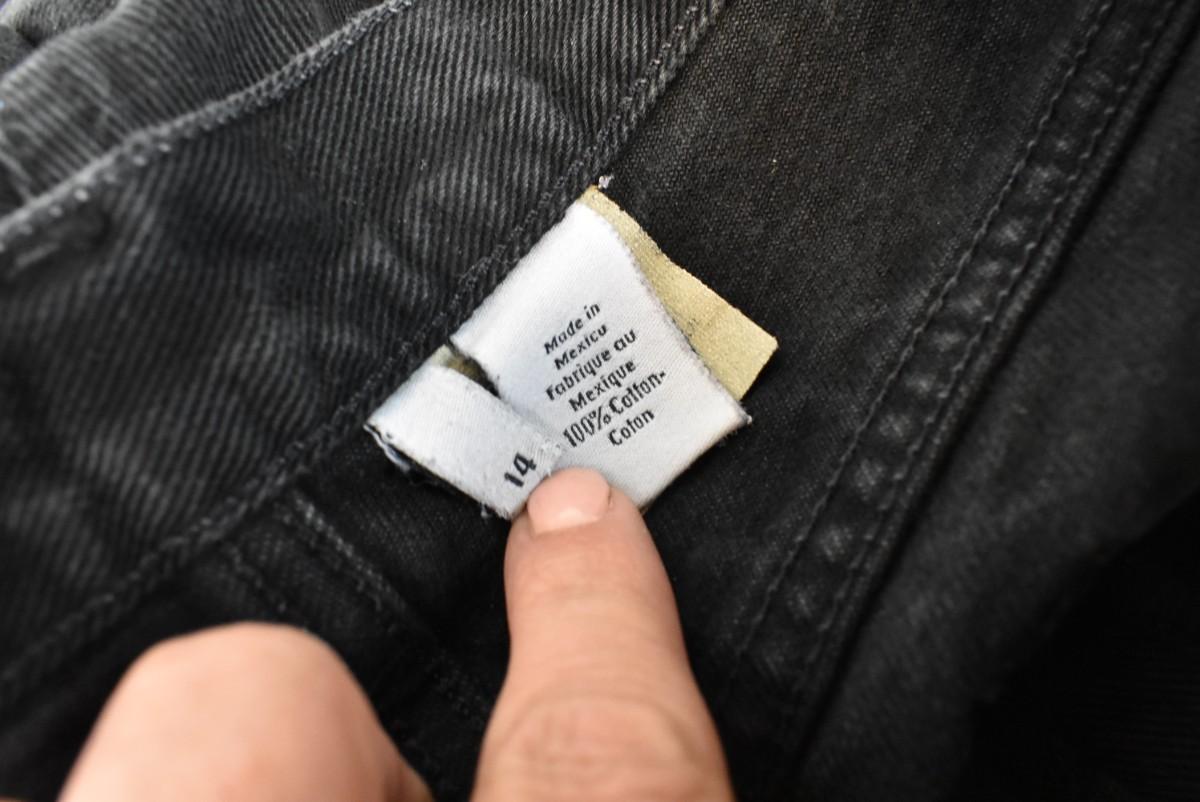 Made in
Mexico
Fabrique au
Mexique
100% Cotton-
Coton
14